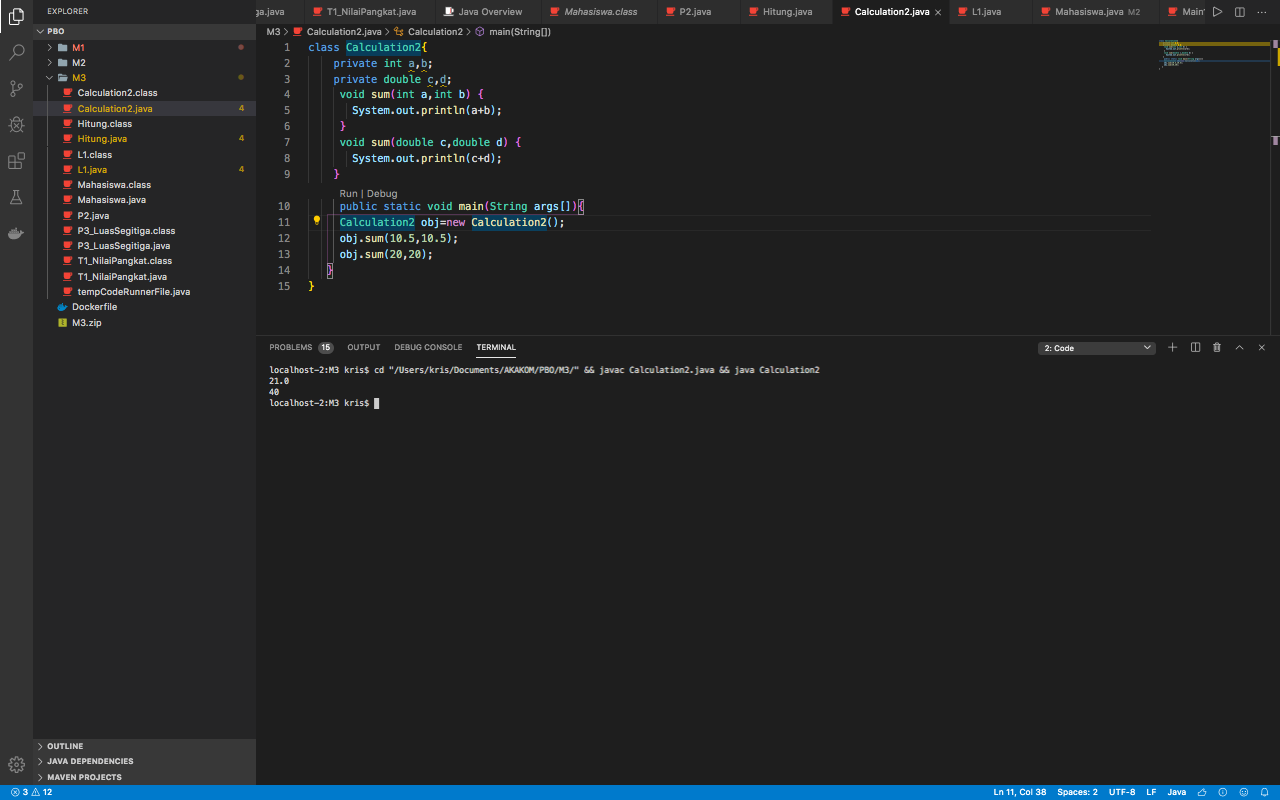 EXPLORER
PBO
M1
M2
M3
Calculation2.class
Calculation2.java 4
Hitung.class
Hitung.java 4
L1.class
L1.java 4
Mahasiswa.class
Mahasiswa.java
P2.java
P3_LuasSegitiga.class
P3_LuasSegitiga.java
T1_NilaiPangkat.class
T1_NilaiPangkat.java
tempCodeRunnerFile.java
Dockerfile
M3.zip
OUTLINE
JAVA DEPENDENCIES
MAVEN PROJECTS
ga.java T1_NilaiPangkat.java Java Overview Mahasiswa.class P2.java Hitung.java Calculation2.java L1.java Mahasiswa.java M2 Main
M3 > Calculation2.java > Calculation2 > main(String[])
1 class Calculation2{
2 private int a,b;
3 private double c,d;
4 void sum(int a,int b) {
5 System.out.println(a+b);
6 }
7 void sum(double c,double d) {
8 System.out.println(c+d);
9 }
Run | Debug
10 public static void main(String args[]){
11 Calculation2 obj=new Calculation2();
12 obj.sum(10.5,10.5);
13 obj.sum(20,20);
14 }
15 }
PROBLEMS 15 OUTPUT DEBUG CONSOLE TERMINAL 2: Code
localhost-2:M3 kris$ cd "/Users/kris/Documents/AKAKOM/PBO/M3/" && javac Calculation2.java && java Calculation2
21.0
40
localhost-2:M3 kris$
3 12 Ln 11, Col 38 Spaces: 2 UTF-8 LF Java